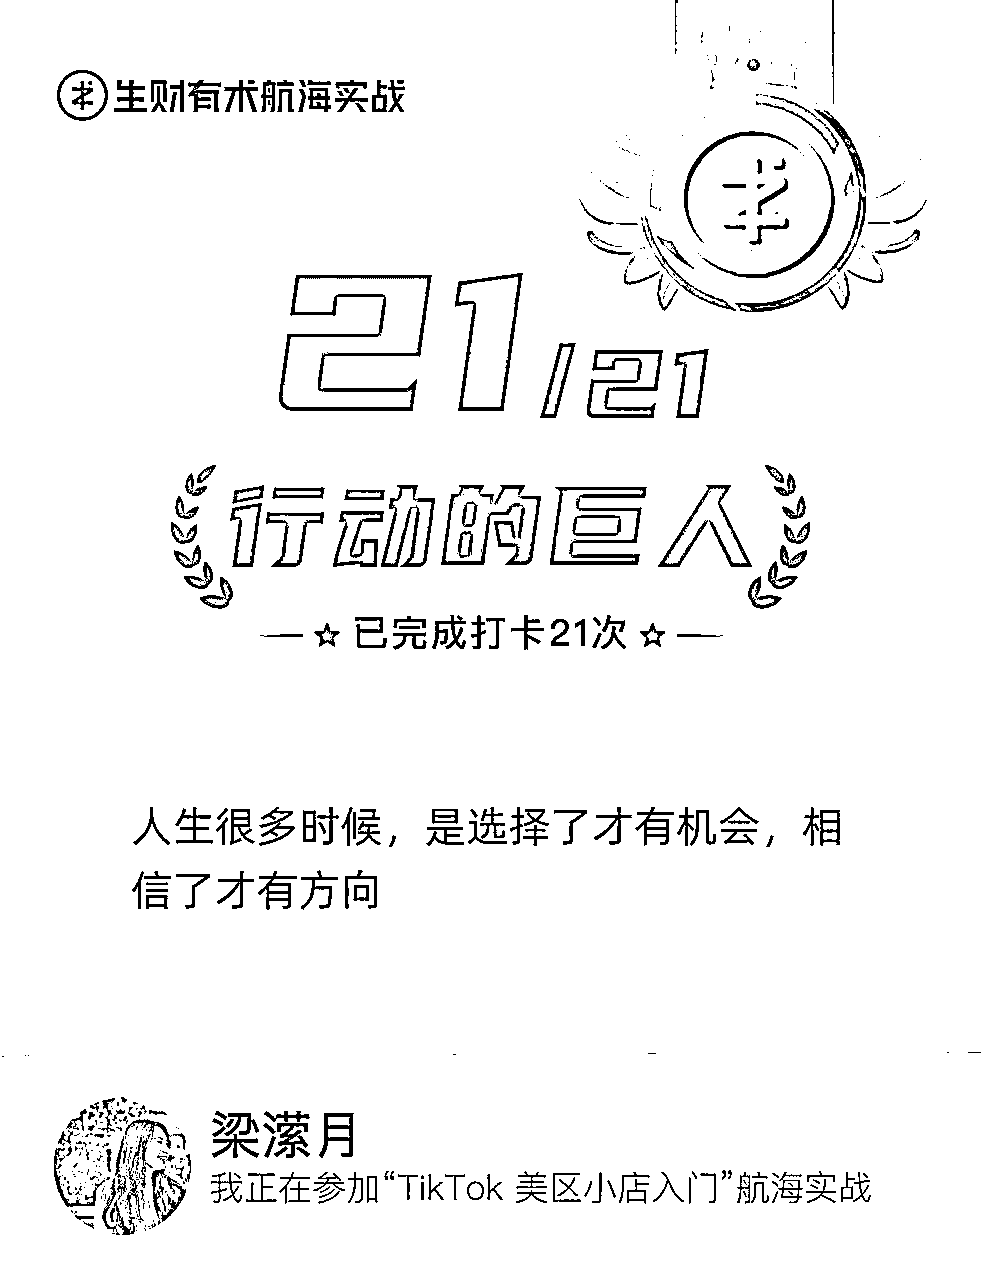 术 生财有术航海实战
术
21/21
行动的巨人
已完成打卡21次
人生很多时候，是选择了才有机会，相
信了才有方向
梁潆月
我正在参加“TikTok 美区小店入门”航海实战